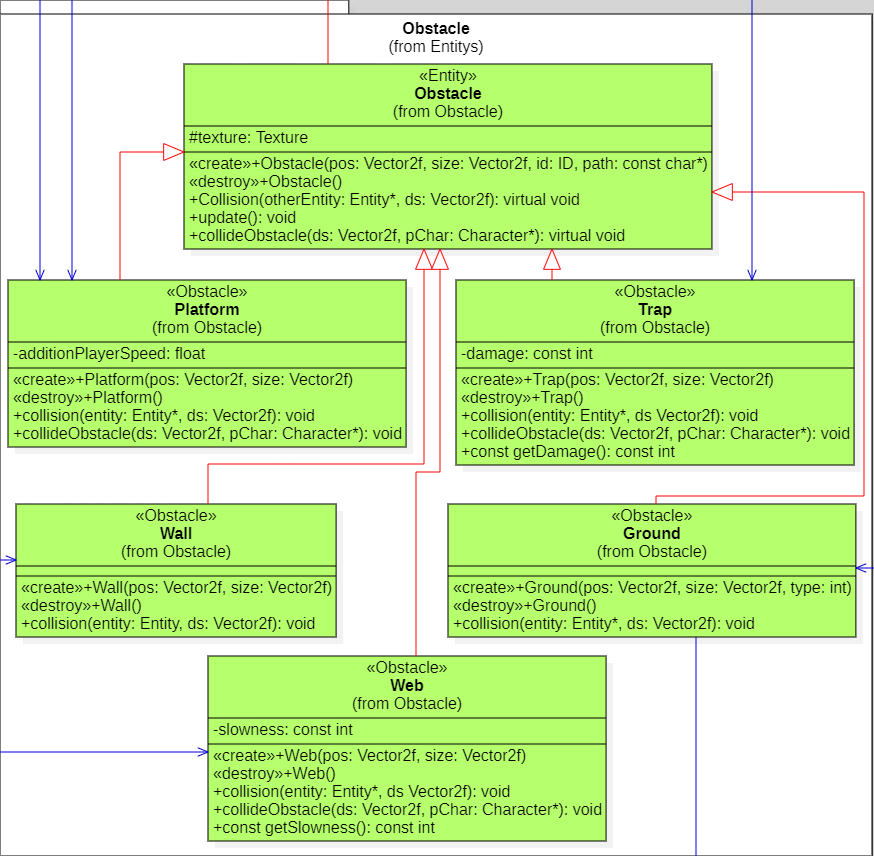 Obstacle
(from Entitys)
«Entity»
Obstacle
(from Obstacle)
#texture: Texture
«create»+Obstacle(pos: Vector2f, size: Vector2f, id: ID, path: const char*)
«destroy»+Obstacle()
+Collision(otherEntity: Entity*, ds: Vector2f): virtual void
+update(): void
+collideObstacle(ds: Vector2f, pChar: Character*): virtual void
«Obstacle»
Platform
(from Obstacle)
-additionPlayerSpeed: float
«create»+Platform(pos: Vector2f, size: Vector2f)
«destroy»+Platform()
+collision(entity: Entity*, ds: Vector2f): void
+collideObstacle(ds: Vector2f, pChar: Character*): void
«Obstacle»
Trap
(from Obstacle)
-damage: const int
«create»+Trap(pos: Vector2f, size: Vector2f)
«destroy»+Trap()
+collision(entity: Entity*, ds Vector2f): void
+collideObstacle(ds: Vector2f, pChar: Character*): void
+const getDamage(): const int
«Obstacle»
Wall
(from Obstacle)
«create»+Wall(pos: Vector2f, size: Vector2f)
«destroy»+Wall()
+collision(entity: Entity, ds: Vector2f): void
«Obstacle»
Ground
(from Obstacle)
«create»+Ground(pos: Vector2f, size: Vector2f, type: int)
«destroy»+Ground()
+collision(entity: Entity*, ds: Vector2f): void
«Obstacle»
Web
(from Obstacle)
-slowness: const int
«create»+Web(pos: Vector2f, size: Vector2f)
«destroy»+Web()
+collision(entity: Entity*, ds Vector2f): void
+collideObstacle(ds: Vector2f, pChar: Character*): void
+const getSlowness(): const int